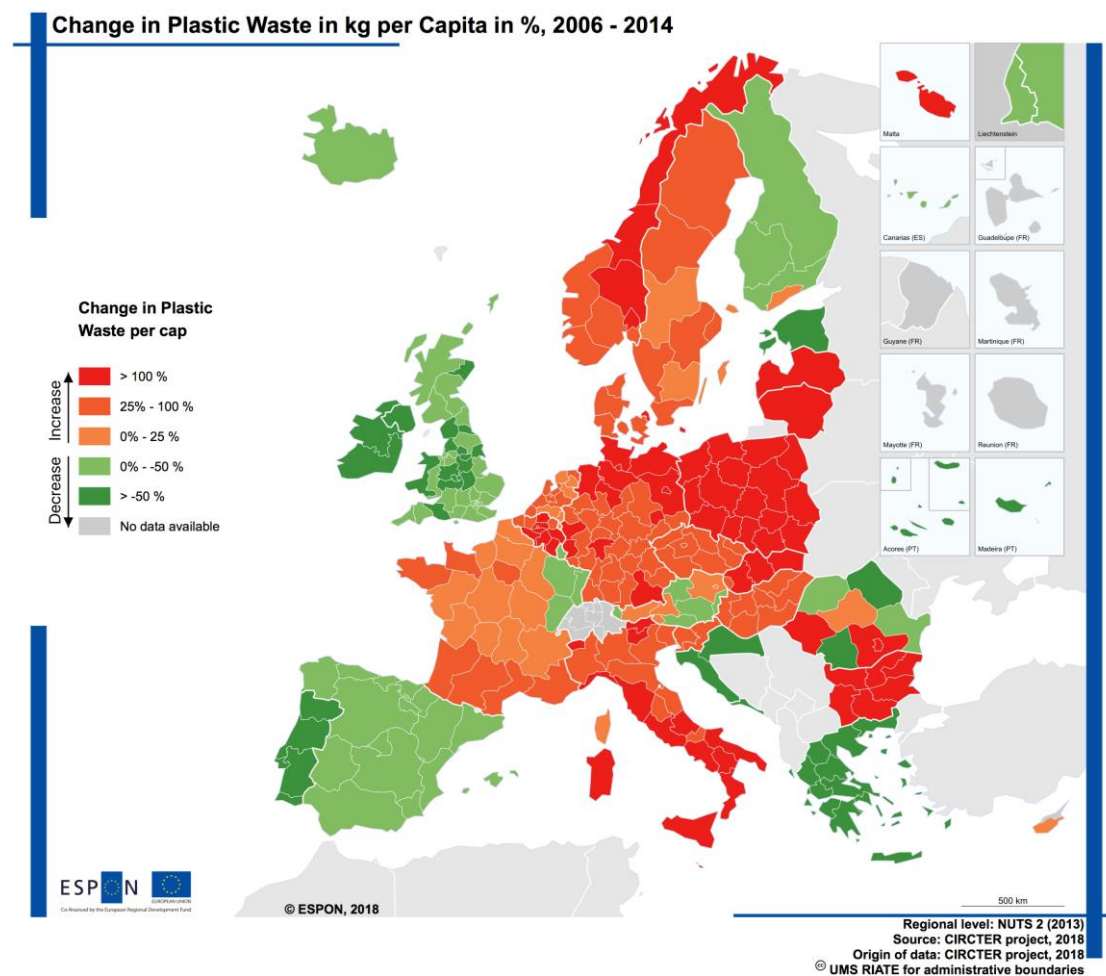 Change in Plastic Waste in kg per Capita in %, 2006 - 2014
Malta
Liechtenstein
Canarias (ES)
Guadeloupe (FR)
Guyane (FR)
Martinique (FR)
Mayotte (FR)
Reunion (FR)
Acores (PT)
Madeira (PT)
Change in Plastic
Waste per cap
Increase
Decrease
> 100 %
25% - 100 %
0% - 25 %
0% - -50 %
> -50 %
No data available
ESPON
EUROPEAN UNION
Co-financed by the European Regional Development Fund
© ESPON, 2018
500 km
Regional level: NUTS 2 (2013)
Source: CIRCTER project, 2018
Origin of data: CIRCTER project, 2018
cc UMS RIATE for administrative boundaries